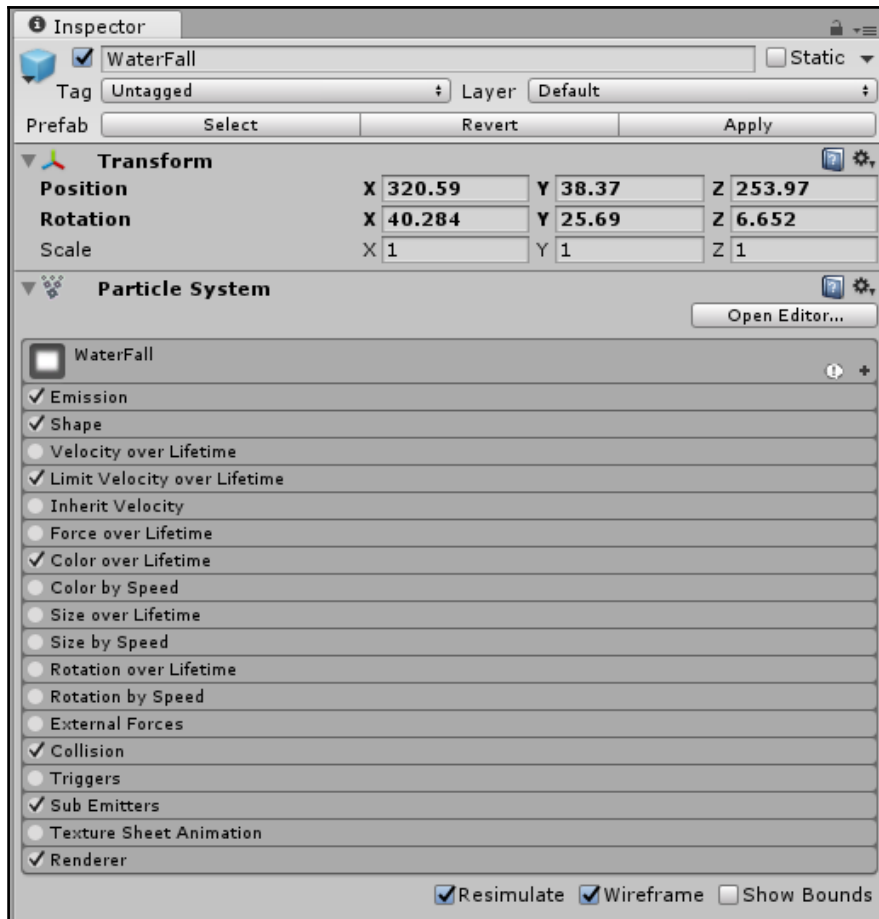 Inspector
WaterFall Static
Tag Untagged Layer Default
Prefab Select Revert Apply
Transform
Position X 320.59 Y 38.37 Z 253.97
Rotation X 40.284 Y 25.69 Z 6.652
Scale X 1 Y 1 Z 1
Particle System
Open Editor...
WaterFall
Emission
Shape
Velocity over Lifetime
Limit Velocity over Lifetime
Inherit Velocity
Force over Lifetime
Color over Lifetime
Color by Speed
Size over Lifetime
Size by Speed
Rotation over Lifetime
Rotation by Speed
External Forces
Collision
Triggers
Sub Emitters
Texture Sheet Animation
Renderer
Resimulate Wireframe Show Bounds